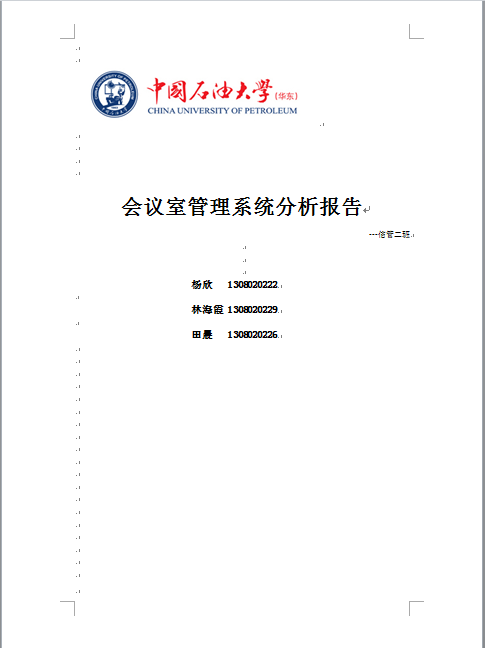 中国石油大学(华东)
CHINA UNIVERSITY OF PETROLEUM
会议室管理系统分析报告
---信管二班
杨欣 1308020222
林海霞 1308020229
田晨 1308020226